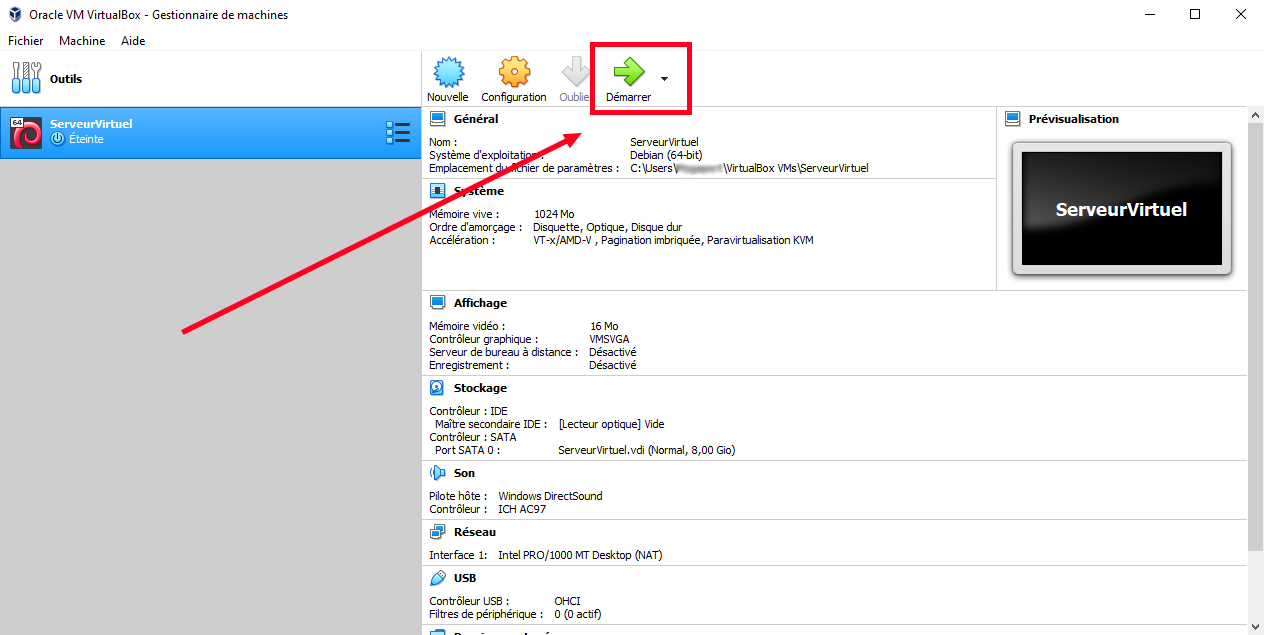 Oracle VM VirtualBox - Gestionnaire de machines
Fichier Machine Aide
Outils
Nouvelle Configuration Oublie Démarrer
64
ServeurVirtuel
Éteinte
Général
Nom : ServeurVirtuel
Système d'exploitation : Debian (64-bit)
Emplacement du fichier de paramètres : C:\Users\ \VirtualBox VMs\ServeurVirtuel
Prévisualisation
ServeurVirtuel
Système
Mémoire vive : 1024 Mo
Ordre d'amorçage : Disquette, Optique, Disque dur
Accélération : VT-x/AMD-V , Pagination imbriquée, Paravirtualisation KVM
Affichage
Mémoire vidéo : 16 Mo
Contrôleur graphique : VMSVGA
Serveur de bureau à distance : Désactivé
Enregistrement : Désactivé
Stockage
Contrôleur : IDE
Maître secondaire IDE : [Lecteur optique] Vide
Contrôleur : SATA
Port SATA 0 : ServeurVirtuel.vdi (Normal, 8,00 Gio)
Son
Pilote hôte : Windows DirectSound
Contrôleur : ICH AC97
Réseau
Interface 1: Intel PRO/1000 MT Desktop (NAT)
USB
Contrôleur USB : OHCI
Filtres de périphérique : 0 (0 actif)